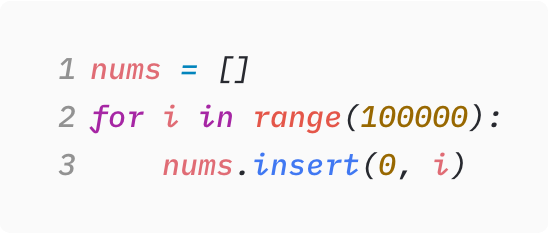 1 nums = []
2 for i in range(100000):
3     nums.insert(0, i)